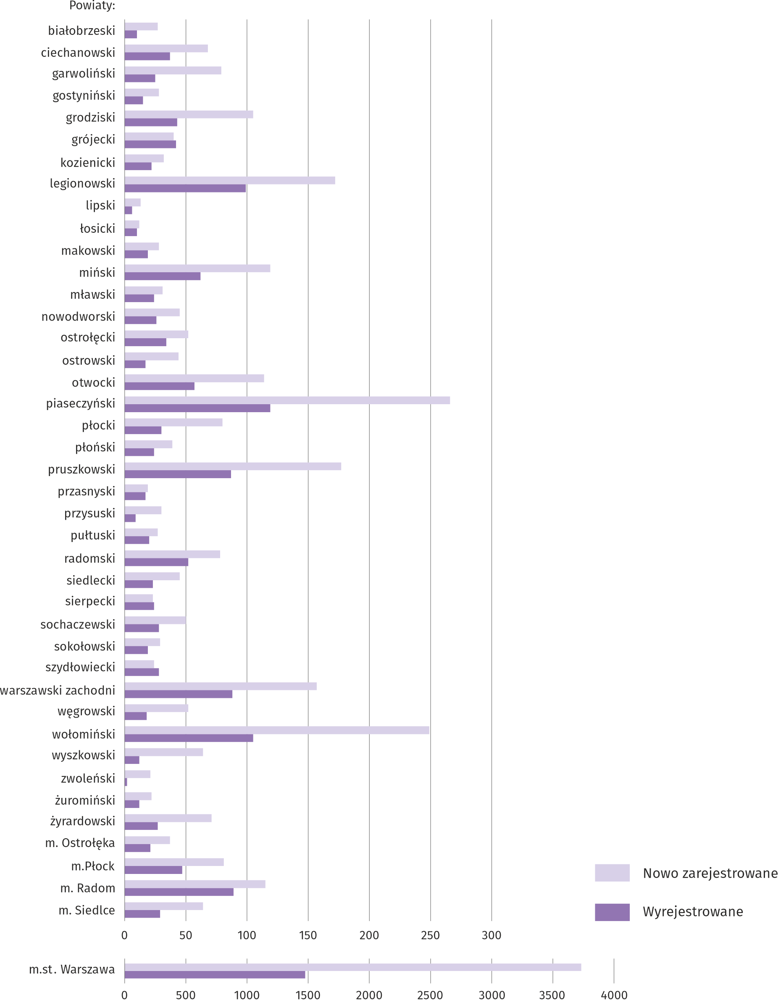 Powiaty:
białobrzeski
ciechanowski
garwoliński
gostyniński
grodziski
grójecki
kozienicki
legionowski
lipski
łosicki
makowski
miński
mławski
nowodworski
ostrołęcki
ostrowski
otwocki
piaseczyński
płocki
płoński
pruszkowski
przasnyski
przysuski
pułtuski
radomski
siedlecki
sierpecki
sochaczewski
sokołowski
szydłowiecki
warszawski zachodni
węgrowski
wołomiński
wyszkowski
zwoleński
żuromiński
żyrardowski
m. Ostrołęka
m.Płock
m. Radom
m. Siedlce
Nowo zarejestrowane
Wyrejestrowane
0 50 100 150 200 250 300
m.st. Warszawa
0 500 1000 1500 2000 2500 3000 3500 4000